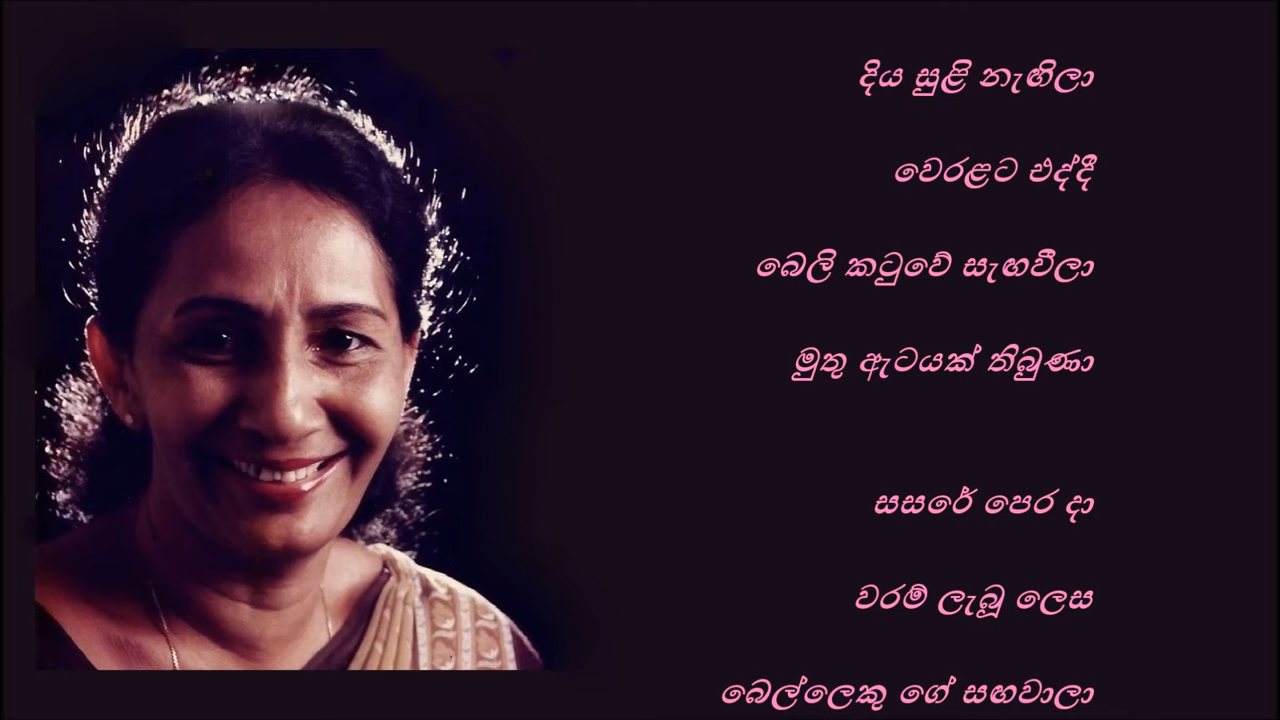 දිය සුළි නැඟිලා
වෙරළට එද්දී
බෙලි කටුවේ සැඟවීලා
මුතු ඇටයක් තිබුණා
සසරේ පෙර දා
වරම් ලැබූ ලෙස
බෙල්ලෙකු ගේ සඟවාලා